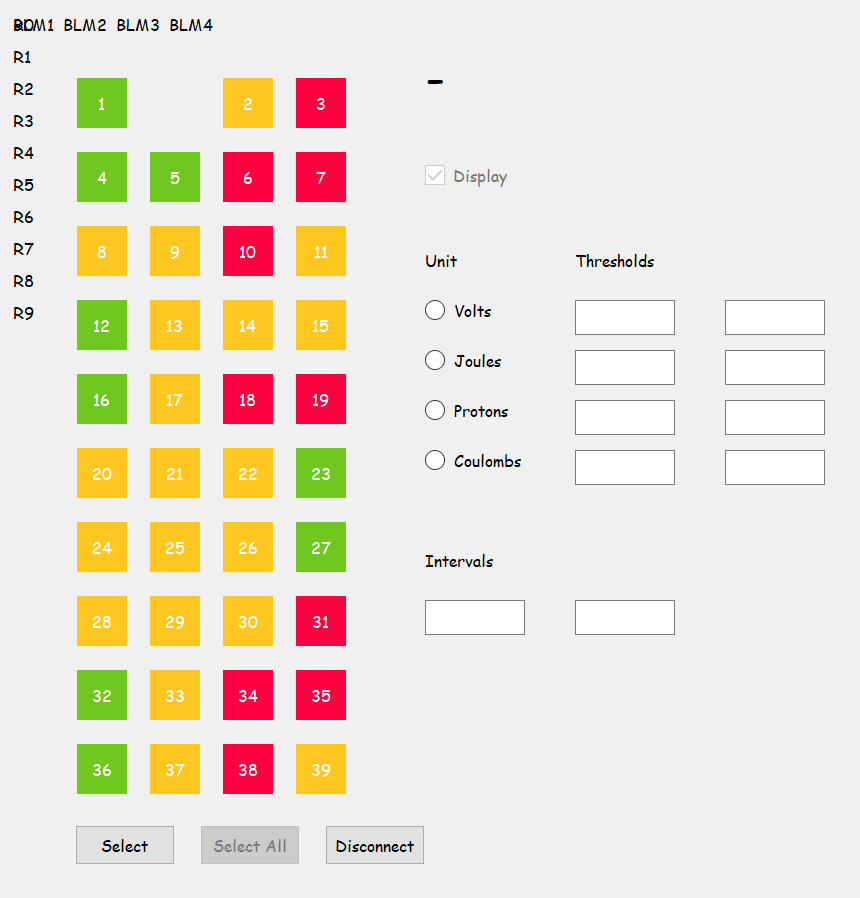 R0 BLM1 BLM2 BLM3 BLM4
R1
R2
1 2 3
R3
R4
4 5 6 7
Display
R5
R6
R7
8 9 10 11
Unit Thresholds
R8
R9
12 13 14 15
Volts
Joules
16 17 18 19
Protons
Coulombs
20 21 22 23
24 25 26 27
Intervals
28 29 30 31
32 33 34 35
36 37 38 39
Select Select All Disconnect